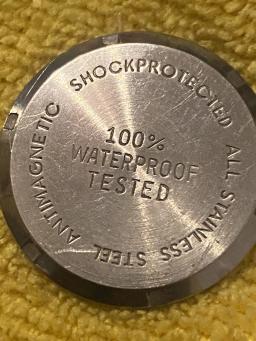 SHOCKPROTECTED ALL STAINLESS STEEL ANTIMAGNETIC
100%
WATERPROOF
TESTED